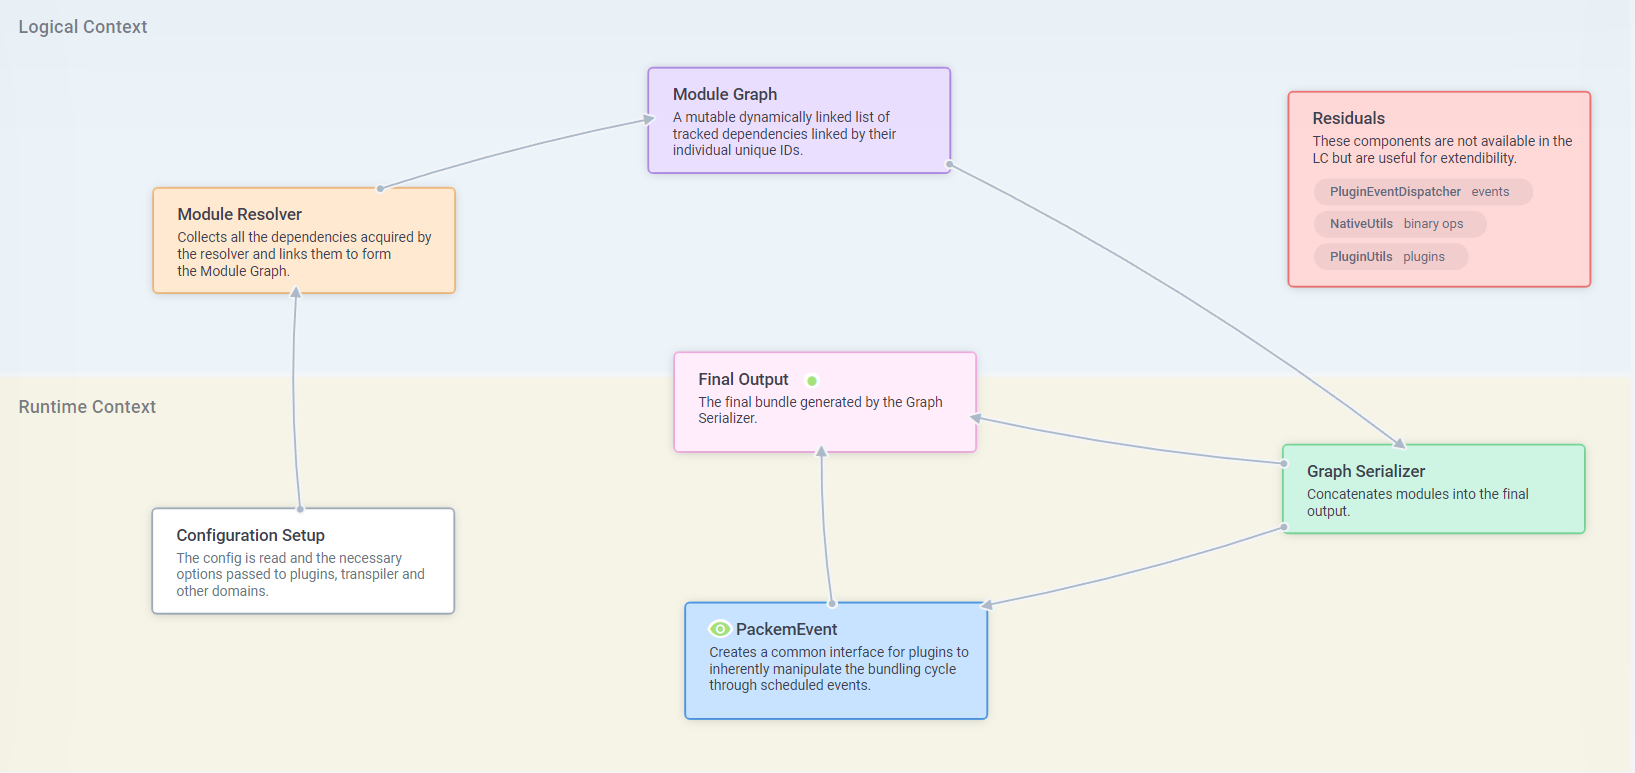 Logical Context
Module Graph
A mutable dynamically linked list of
tracked dependencies linked by their
individual unique IDs.
Residuals
These components are not available in the
LC but are useful for extendibility.
PluginEventDispatcher events
NativeUtils binary ops
PluginUtils plugins
Module Resolver
Collects all the dependencies acquired by
the resolver and links them to form
the Module Graph.
Final Output
The final bundle generated by the Graph
Serializer.
Runtime Context
Graph Serializer
Concatenates modules into the final
output.
Configuration Setup
The config is read and the necessary
options passed to plugins, transpiler and
other domains.
PackemEvent
Creates a common interface for plugins to
inherently manipulate the bundling cycle
through scheduled events.